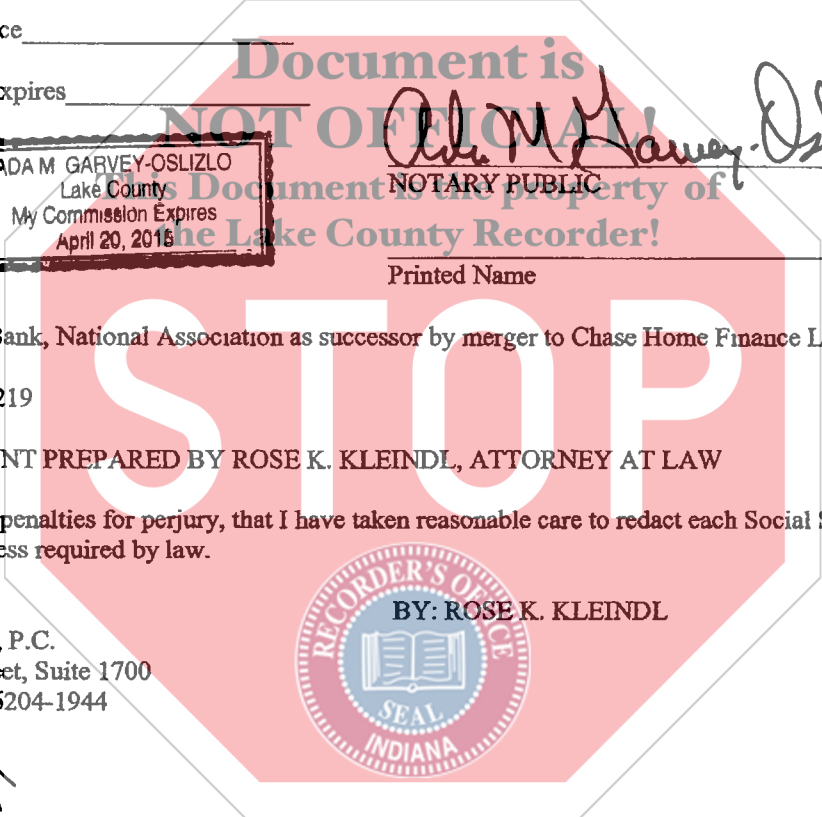 ce
Document is
xpires
NOT OFFICIAL!
Ada M Garvey-Os
ADA M GARVEY-OSLIZLO
Lake County
My Commission Expires
April 20, 2015
NOTARY PUBLIC
This Document is the property of
the Lake County Recorder!
Printed Name
STOP
Bank, National Association as successor by merger to Chase Home Finance L
219
NT PREPARED BY ROSE K. KLEINDL, ATTORNEY AT LAW
penalties for perjury, that I have taken reasonable care to redact each Social S
ess required by law.
BY: ROSE K. KLEINDL
RECORDER'S OFFICE
SEAL
INDIANA
, P.C.
et, Suite 1700
6204-1944